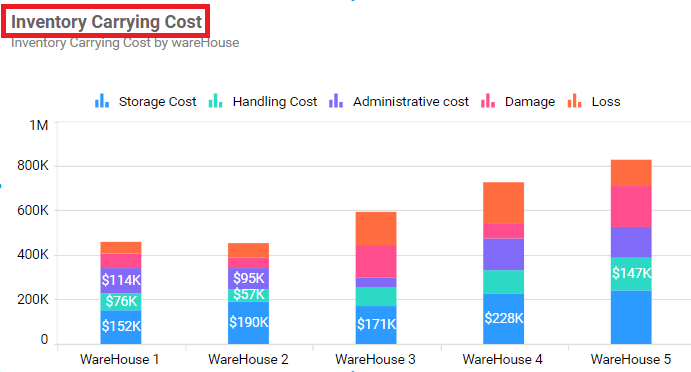 Inventory Carrying Cost
Inventory Carrying Cost by wareHouse
Storage Cost Handling Cost Administrative cost Damage Loss
1M
800K
600K
400K
200K
0
$114K
$76K
$152K
$95K
$57K
$190K
$171K
$228K
$147K
WareHouse 1 WareHouse 2 WareHouse 3 WareHouse 4 WareHouse 5